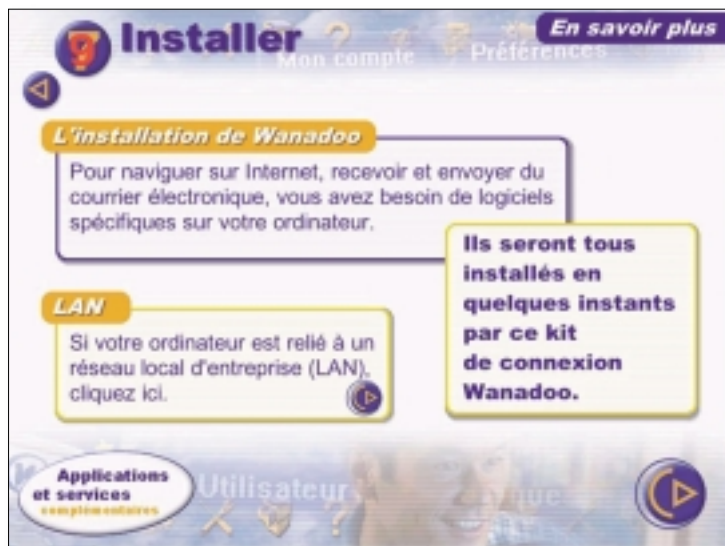 Installer
En savoir plus
Mon compte
Préférences
L'installation de Wanadoo
Pour naviguer sur Internet, recevoir et envoyer du
courrier électronique, vous avez besoin de logiciels
spécifiques sur votre ordinateur.
Ils seront tous
installés en
quelques instants
par ce kit
de connexion
Wanadoo.
LAN
Si votre ordinateur est relié à un
réseau local d'entreprise (LAN),
cliquez ici.
Applications
et services
complémentaires
Utilisateur